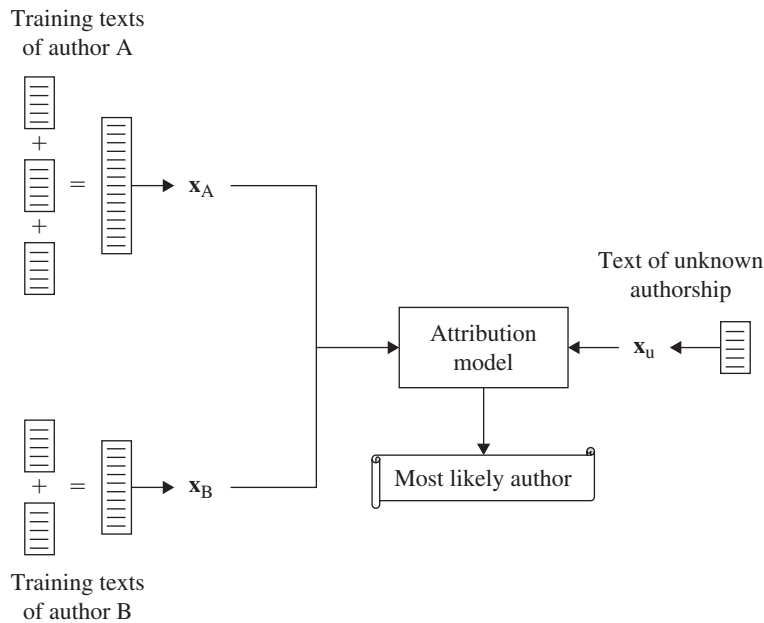 Training texts
of author A
+
=
+
x_A
Text of unknown
authorship
Attribution
model
x_u
Most likely author
+
=
x_B
Training texts
of author B